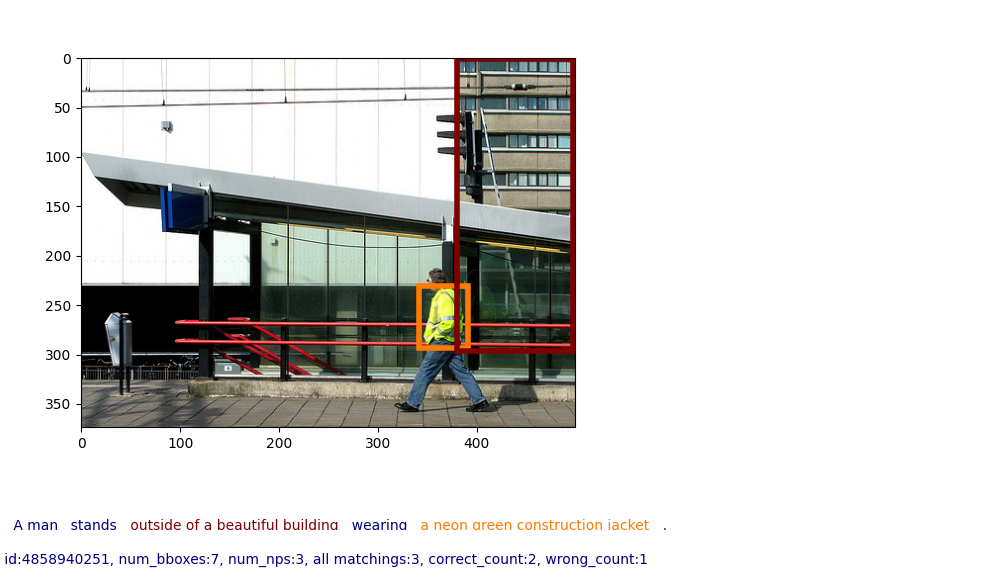 0
50
100
150
200
250
300
350
0 100 200 300 400
A man stands outside of a beautiful building wearing a neon green construction jacket .
id:4858940251, num_bboxes:7, num_nps:3, all matchings:3, correct_count:2, wrong_count:1